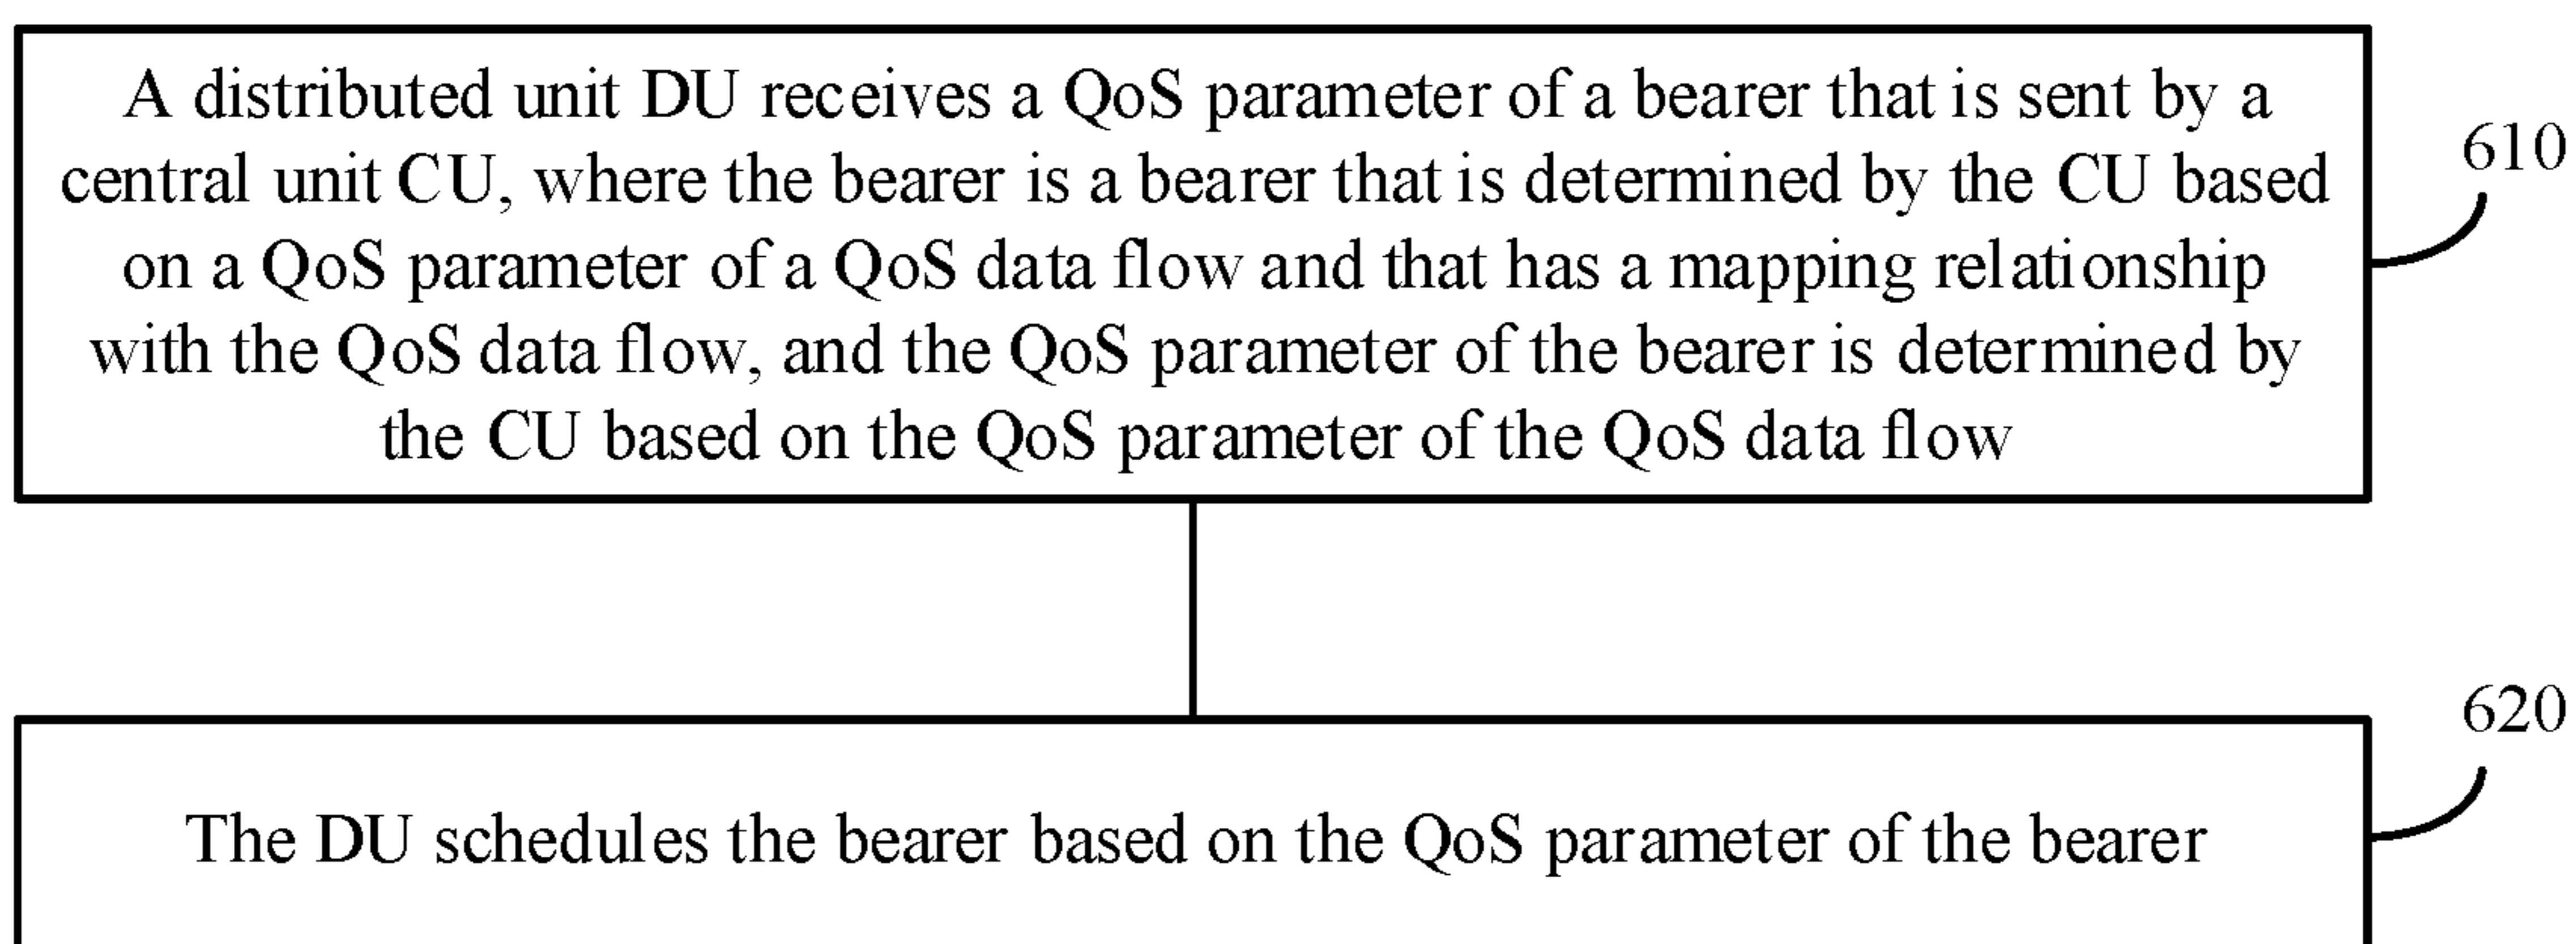 A distributed unit DU receives a QoS parameter of a bearer that is sent by a
central unit CU, where the bearer is a bearer that is determined by the CU based
on a QoS parameter of a QoS data flow and that has a mapping relationship
with the QoS data flow, and the QoS parameter of the bearer is determined by
the CU based on the QoS parameter of the QoS data flow
610
The DU schedules the bearer based on the QoS parameter of the bearer
620